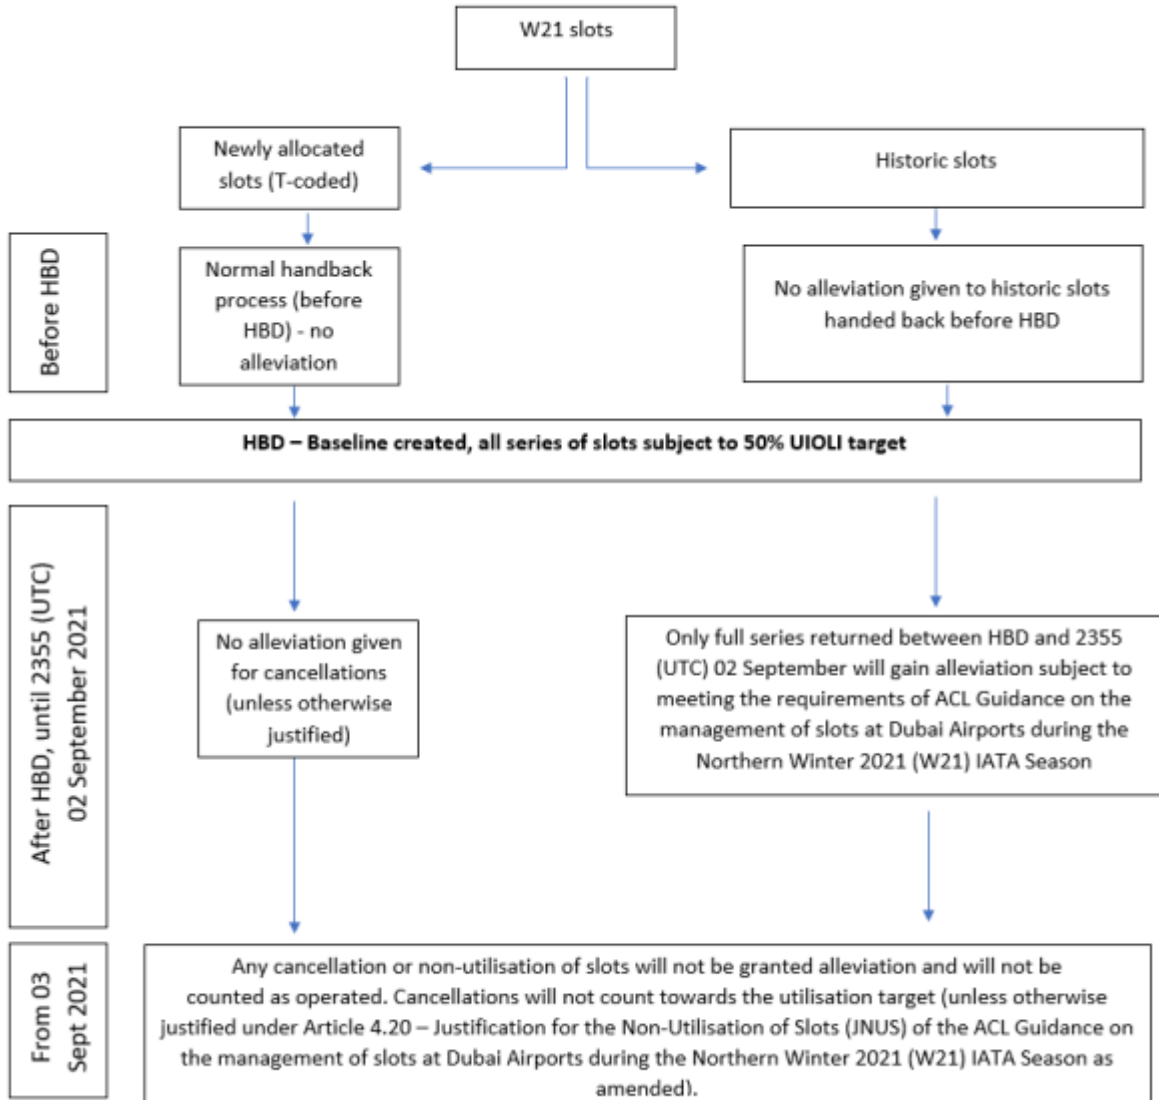 W21 slots
Newly allocated
slots (T-coded)
Historic slots
Before HBD
Normal handback
process (before
HBD) - no
alleviation
No alleviation given to historic slots
handed back before HBD
HBD – Baseline created, all series of slots subject to 50% UIOLI target
After HBD, until 2355 (UTC)
02 September 2021
No alleviation given
for cancellations
(unless otherwise
justified)
Only full series returned between HBD and 2355
(UTC) 02 September will gain alleviation subject to
meeting the requirements of ACL Guidance on the
management of slots at Dubai Airports during the
Northern Winter 2021 (W21) IATA Season
From 03
Sept 2021
Any cancellation or non-utilisation of slots will not be granted alleviation and will not be
counted as operated. Cancellations will not count towards the utilisation target (unless otherwise
justified under Article 4.20 – Justification for the Non-Utilisation of Slots (JNUS) of the ACL Guidance on
the management of slots at Dubai Airports during the Northern Winter 2021 (W21) IATA Season as
amended).